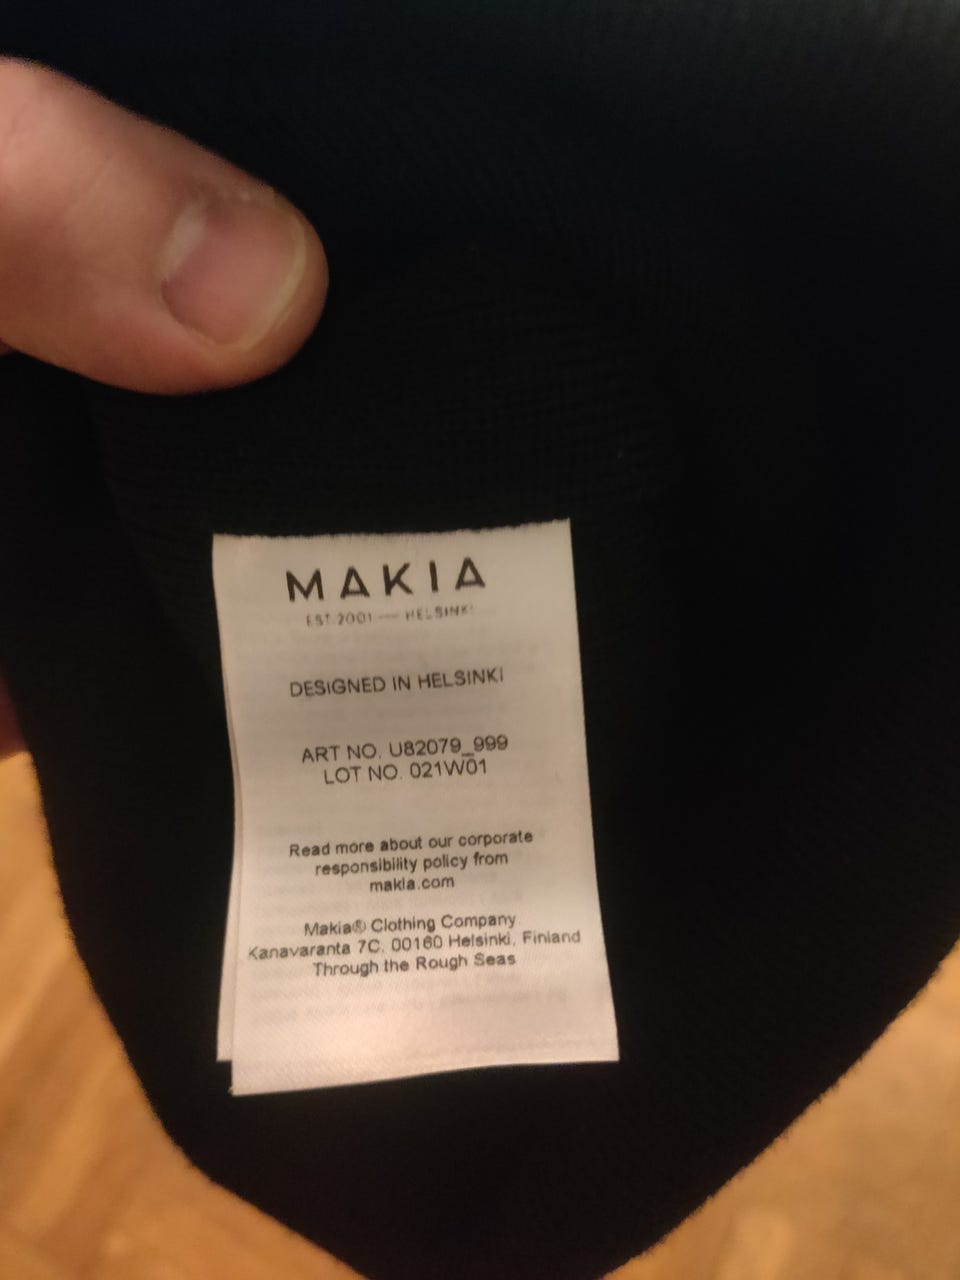 MAKIA
EST.2001 — HELSINKI
DESIGNED IN HELSINKI
ART NO. U82079_999
LOT NO. 021W01
Read more about our corporate
responsibility policy from
makia.com
Makia® Clothing Company
Kanavaranta 7C, 00160 Helsinki, Finland
Through the Rough Seas